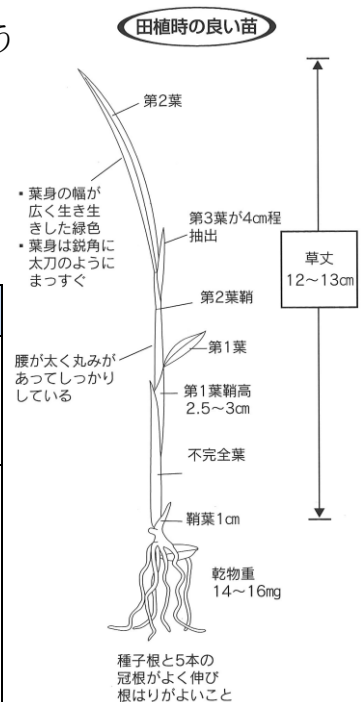 う
田植時の良い苗
第2葉
・葉身の幅が
広く生き生
きした緑色
・葉身は鋭角に
太刀のように
まっすぐ
第3葉が4cm程
抽出
草丈
12〜13cm
第2葉鞘
第1葉
腰が太く丸みが
あってしっかり
している
第1葉鞘高
2.5〜3cm
不完全葉
鞘葉1cm
乾物重
14〜16mg
種子根と5本の
冠根がよく伸び
根はりがよいこと